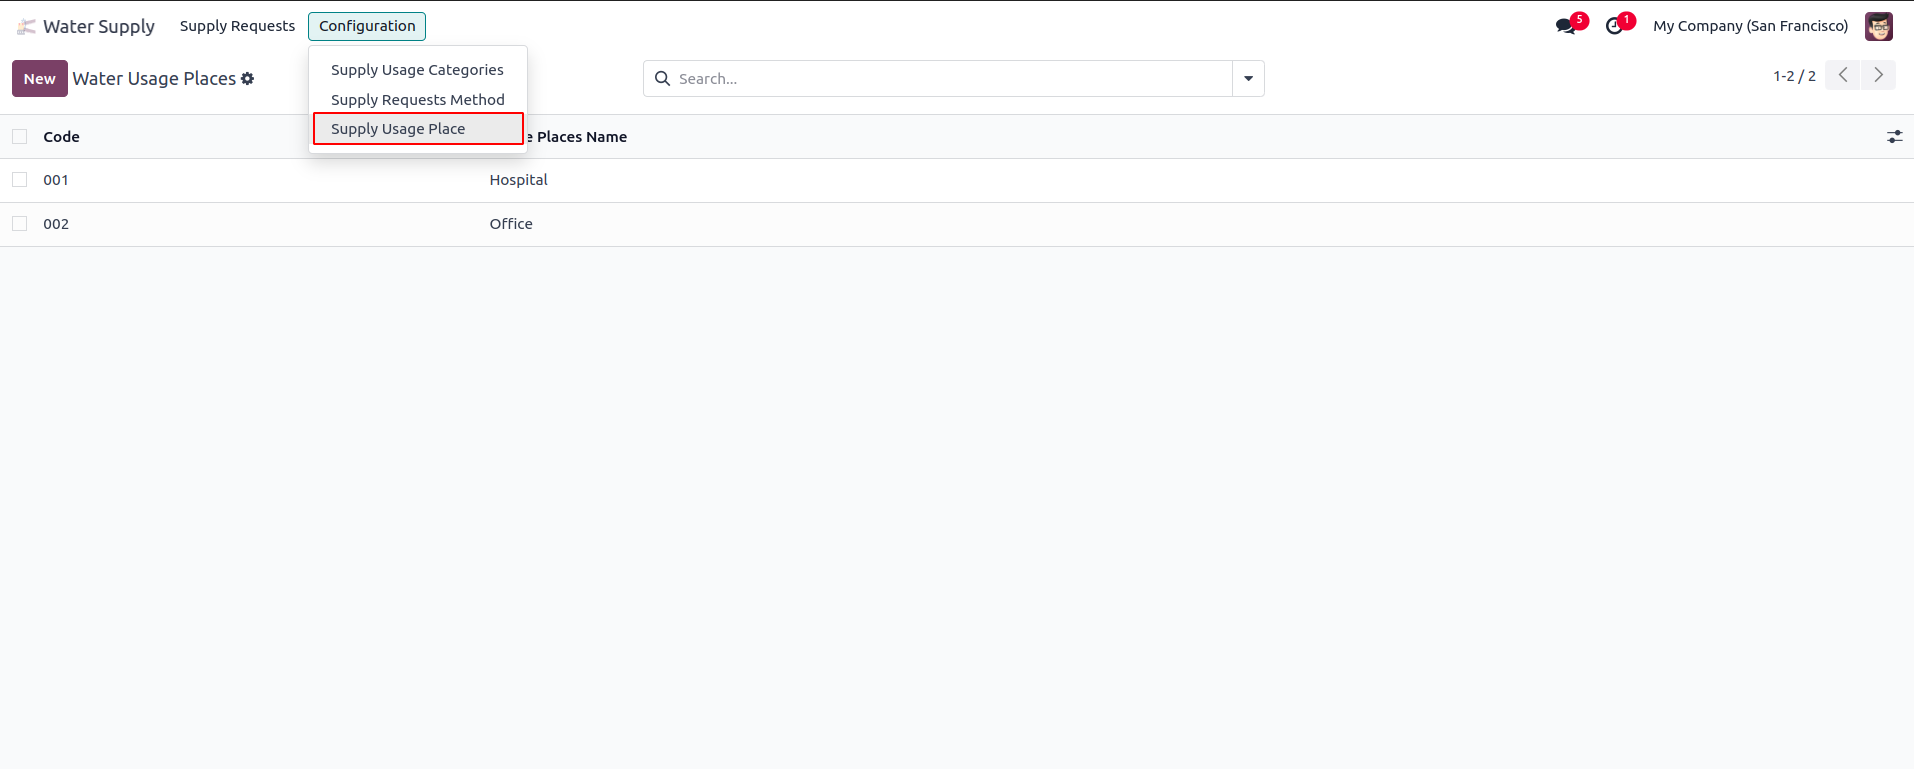 Water Supply Supply Requests Configuration 5 1 My Company (San Francisco)
Supply Usage Categories
New Water Usage Places Search... 1-2 / 2
Supply Requests Method
Supply Usage Place
Code Places Name
001 Hospital
002 Office